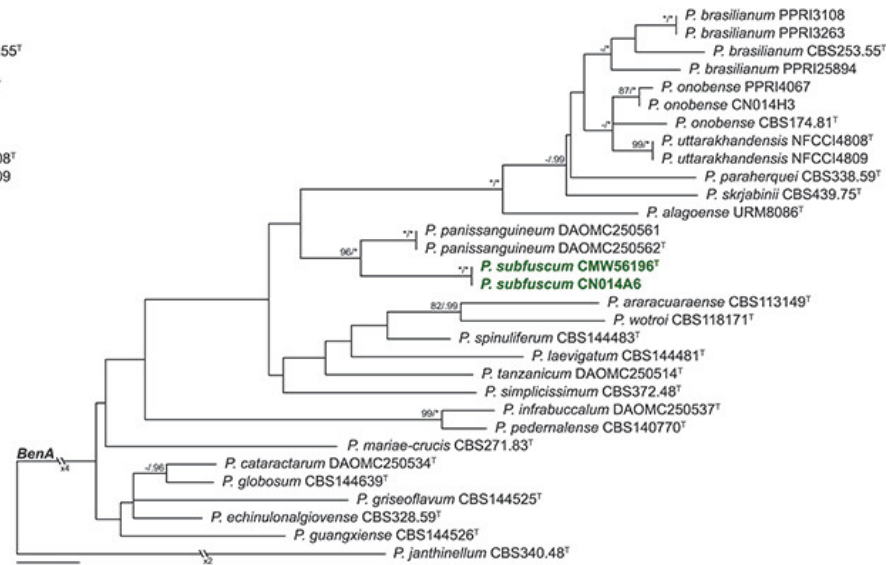 55ᵀ
08ᵀ
09
*/* P. brasilianum PPRI3108
P. brasilianum PPRI3263
-/* P. brasilianum CBS253.55ᵀ
P. brasilianum PPRI25894
87/* P. onobense PPRI4067
P. onobense CN014H3
-/* P. onobense CBS174.81ᵀ
99/* P. uttarakhandensis NFCCI4808ᵀ
P. uttarakhandensis NFCCI4809
-/.99 P. paraherquei CBS338.59ᵀ
*/* P. skrjabinii CBS439.75ᵀ
P. alagoense URM8086ᵀ
*/* P. panissanguineum DAOMC250561
96/* P. panissanguineum DAOMC250562ᵀ
*/* P. subfuscum CMW56196ᵀ
P. subfuscum CN014A6
82/.99 P. araracuaraense CBS113149ᵀ
P. wotroi CBS118171ᵀ
P. spinuliferum CBS144483ᵀ
P. laevigatum CBS144481ᵀ
P. tanzanicum DAOMC250514ᵀ
P. simplicissimum CBS372.48ᵀ
99/* P. infrabuccalum DAOMC250537ᵀ
P. pedernalense CBS140770ᵀ
P. mariae-crucis CBS271.83ᵀ
BenA x4
-/.96 P. cataractarum DAOMC250534ᵀ
P. globosum CBS144639ᵀ
P. griseoflavum CBS144525ᵀ
P. echinulonalgiovense CBS328.59ᵀ
P. guangxiense CBS144526ᵀ
x2 P. janthinellum CBS340.48ᵀ